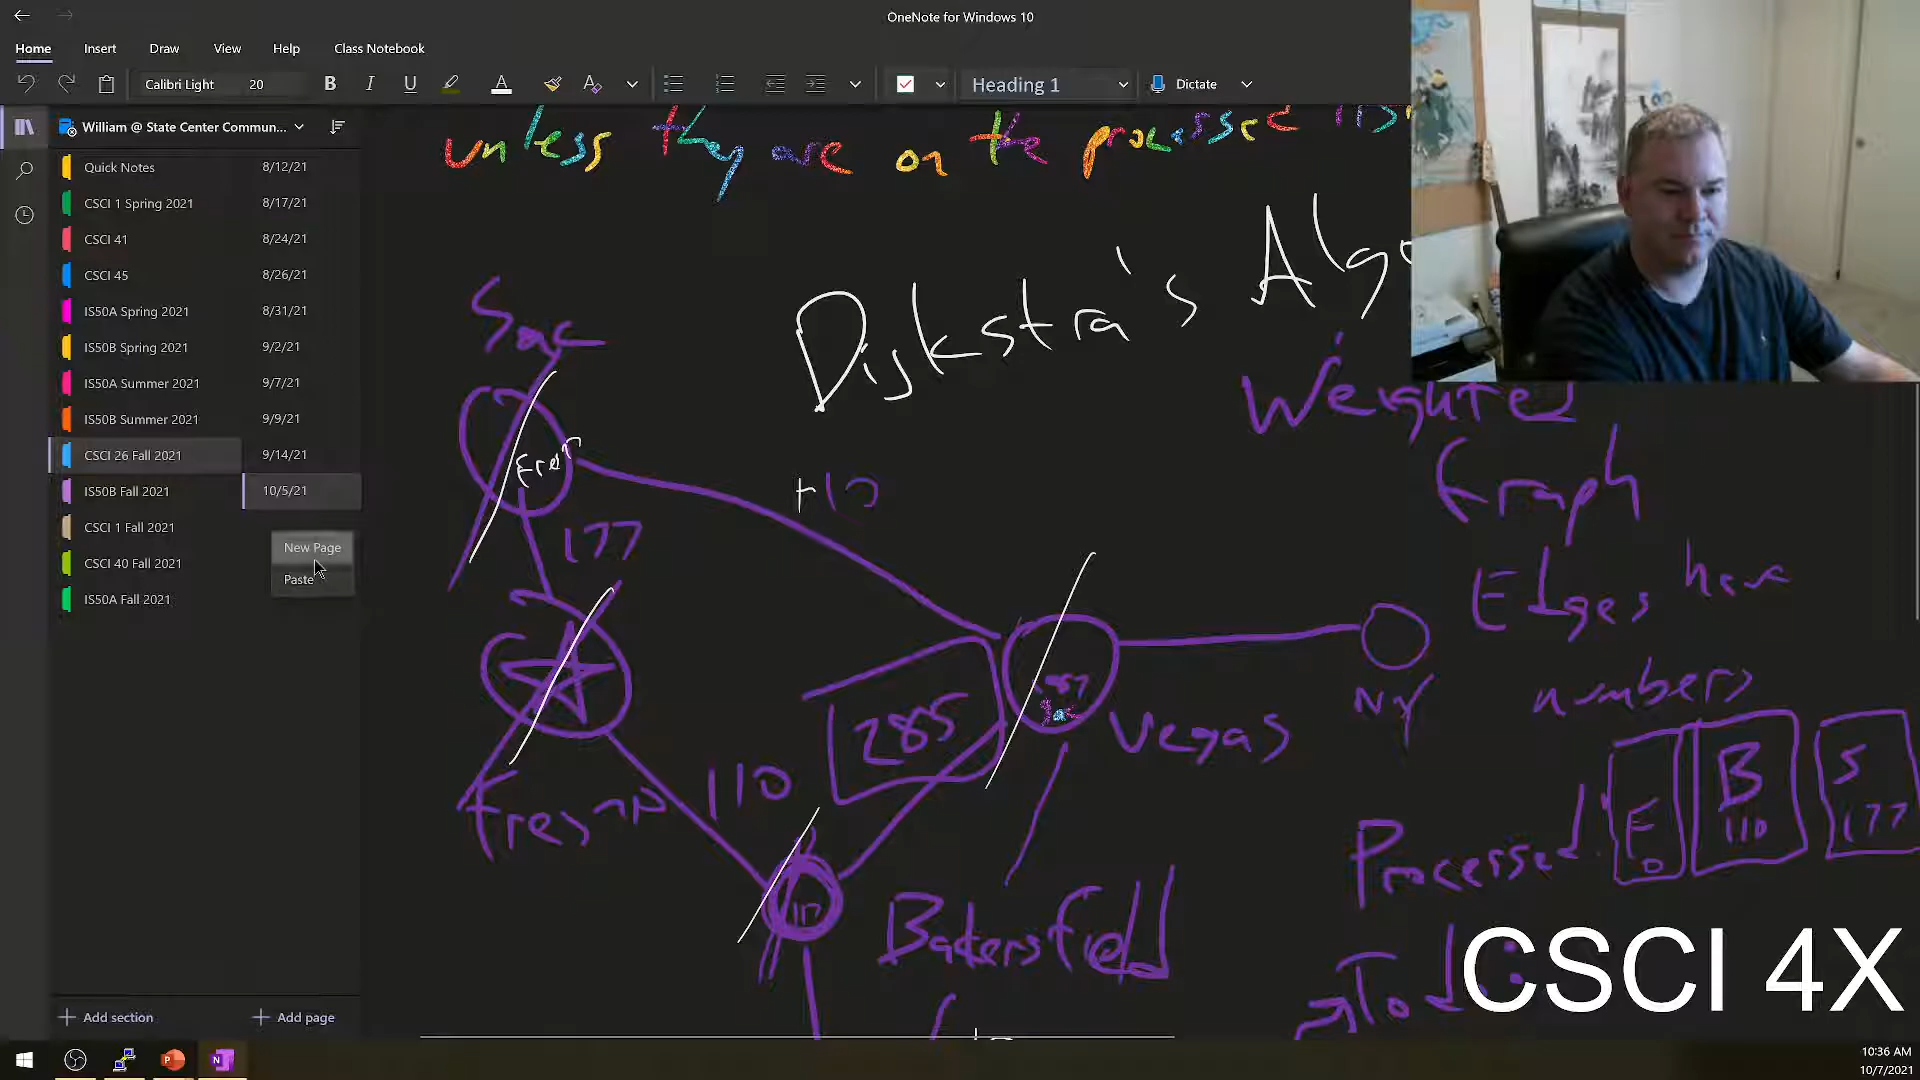 OneNote for Windows 10
Home Insert Draw View Help Class Notebook
Calibri Light 20 B I U A Heading 1 Dictate
William @ State Center Commun...
Quick Notes 8/12/21
CSCI 1 Spring 2021 8/17/21
CSCI 41 8/24/21
CSCI 45 8/26/21
IS50A Spring 2021 8/31/21
IS50B Spring 2021 9/2/21
IS50A Summer 2021 9/7/21
IS50B Summer 2021 9/9/21
CSCI 26 Fall 2021 9/14/21
IS50B Fall 2021 10/5/21
CSCI 1 Fall 2021
CSCI 40 Fall 2021
IS50A Fall 2021
New Page
Paste
Add section Add page
unless they are on the processed
Dijkstra's Algo
Sac
Weighted
Graph
Edges have
numbers
+10
177
285
Vegas
NY
Fresno
110
Bakersfield
Processed: F 0 B 110 S 177
CSCI 4X
10:36 AM
10/7/2021